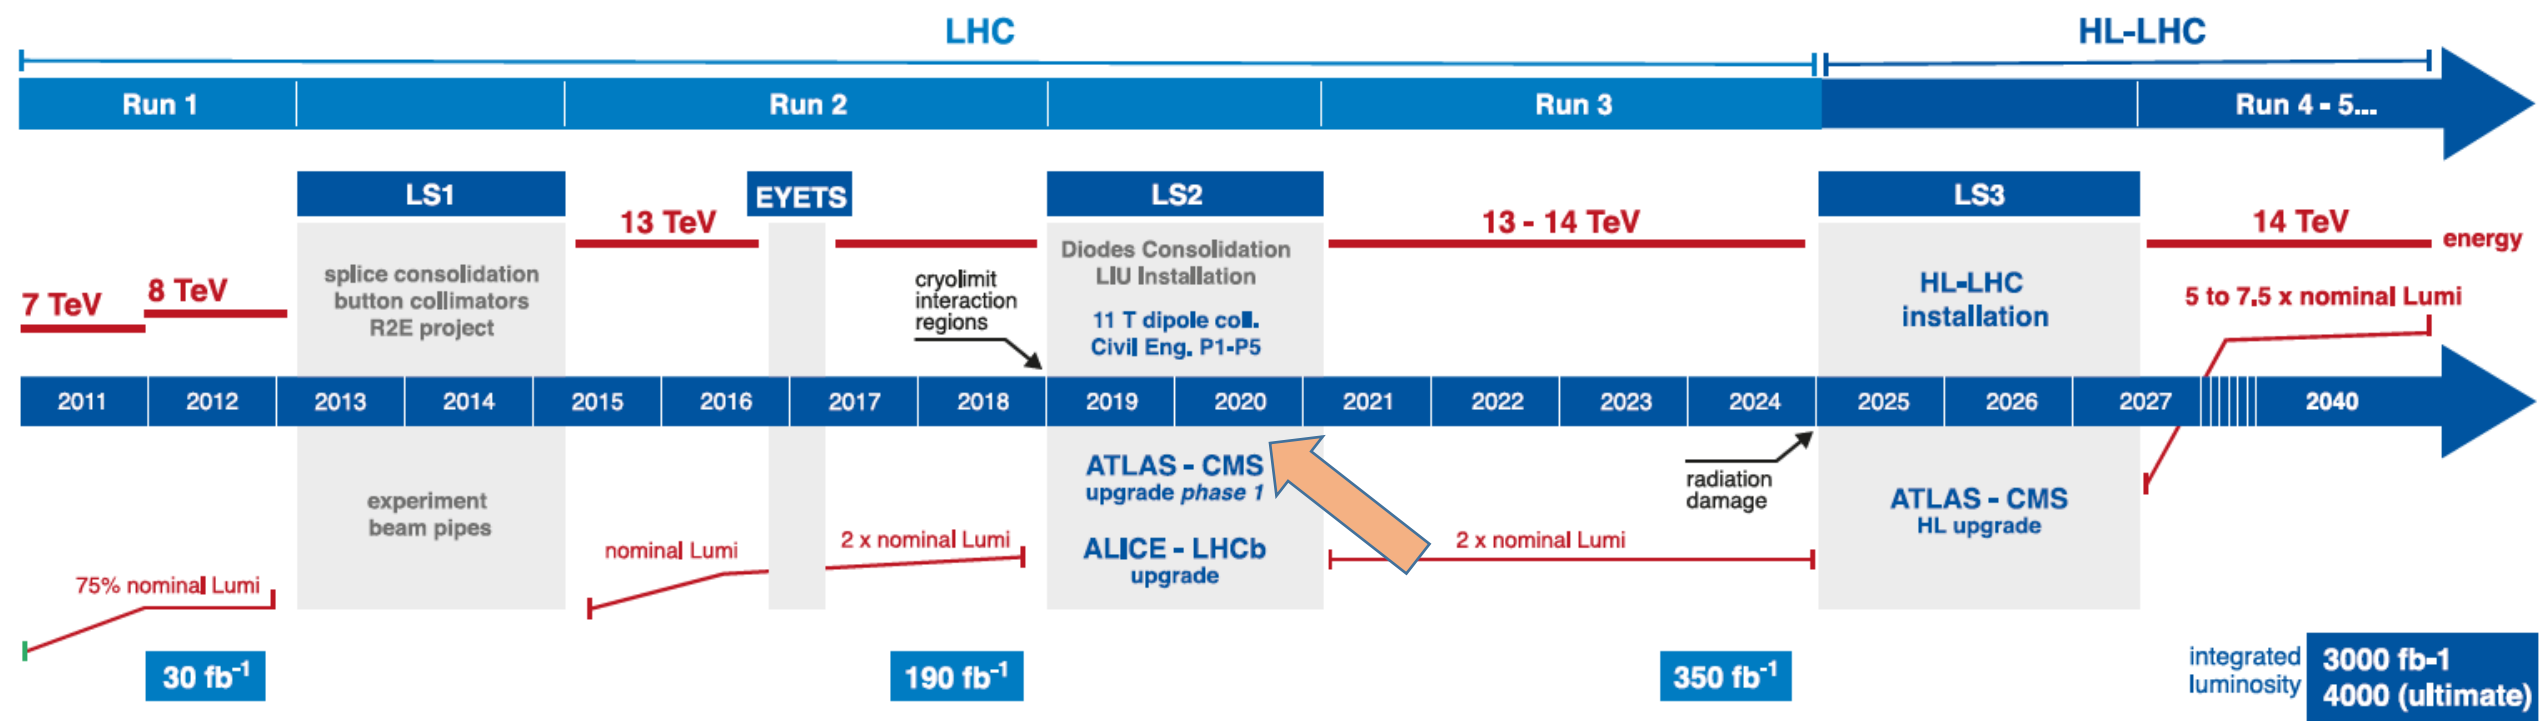 LHC
HL-LHC
Run 1
Run 2
Run 3
Run 4 - 5...
LS1
EYETS
LS2
LS3
13 TeV
13 - 14 TeV
14 TeV
energy
7 TeV
8 TeV
splice consolidation
button collimators
R2E project
cryolimit
interaction
regions
Diodes Consolidation
LIU Installation
11 T dipole coll.
Civil Eng. P1-P5
HL-LHC
installation
5 to 7.5 x nominal Lumi
2011
2012
2013
2014
2015
2016
2017
2018
2019
2020
2021
2022
2023
2024
2025
2026
2027
2040
experiment
beam pipes
ATLAS - CMS
upgrade phase 1
ALICE - LHCb
upgrade
radiation
damage
ATLAS - CMS
HL upgrade
75% nominal Lumi
nominal Lumi
2 x nominal Lumi
2 x nominal Lumi
30 fb⁻¹
190 fb⁻¹
350 fb⁻¹
integrated
luminosity
3000 fb-1
4000 (ultimate)